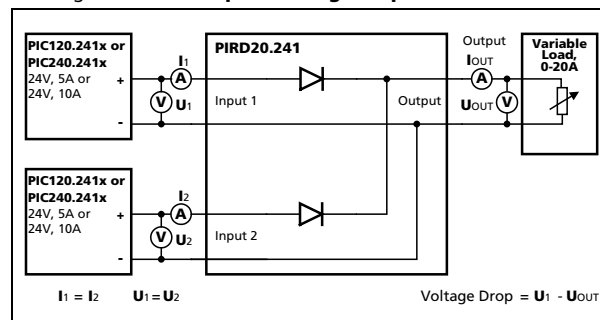 PIC120.241x or
PIC240.241x
24V, 5A or
24V, 10A
+
-
I1
A
V U1
PIRD20.241
Input 1
Output
Output
IOUT
A
UOUT V
Variable
Load,
0-20A
PIC120.241x or
PIC240.241x
24V, 5A or
24V, 10A
+
-
I2
A
V U2
Input 2
I1 = I2 U1 = U2
Voltage Drop = U1 - UOUT